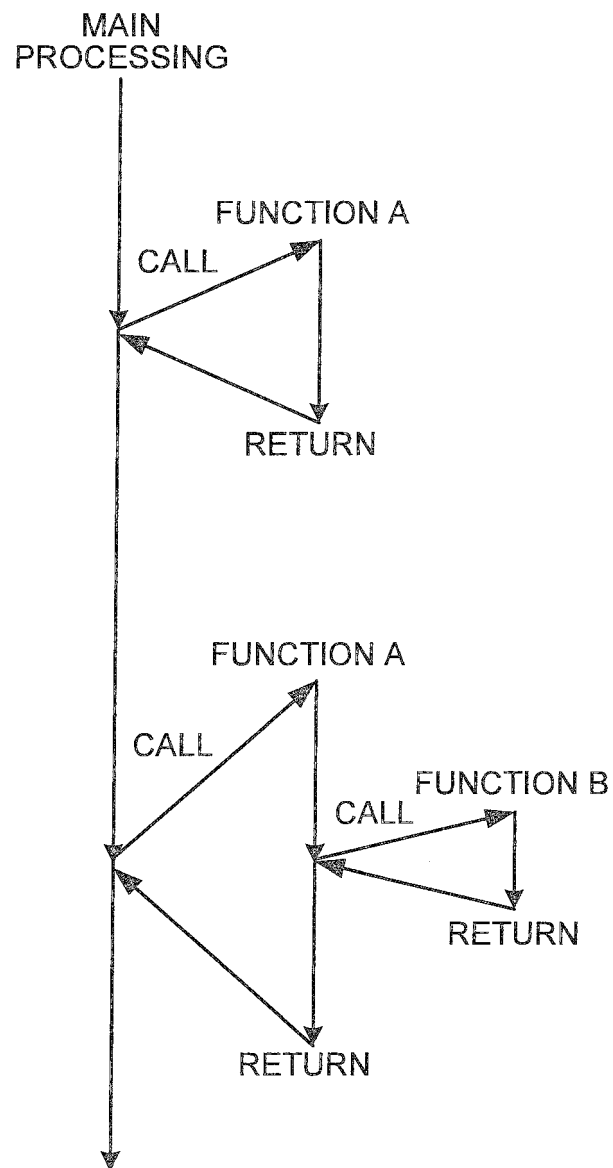 MAIN
PROCESSING
FUNCTION A
CALL
RETURN
FUNCTION A
CALL
FUNCTION B
CALL
RETURN
RETURN